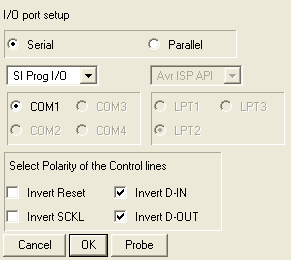 I/O port setup
Serial Parallel
SI Prog I/O Avr ISP API
COM1 COM3 LPT1 LPT3
COM2 COM4 LPT2
Select Polarity of the Control lines
Invert Reset Invert D-IN
Invert SCKL Invert D-OUT
Cancel OK Probe